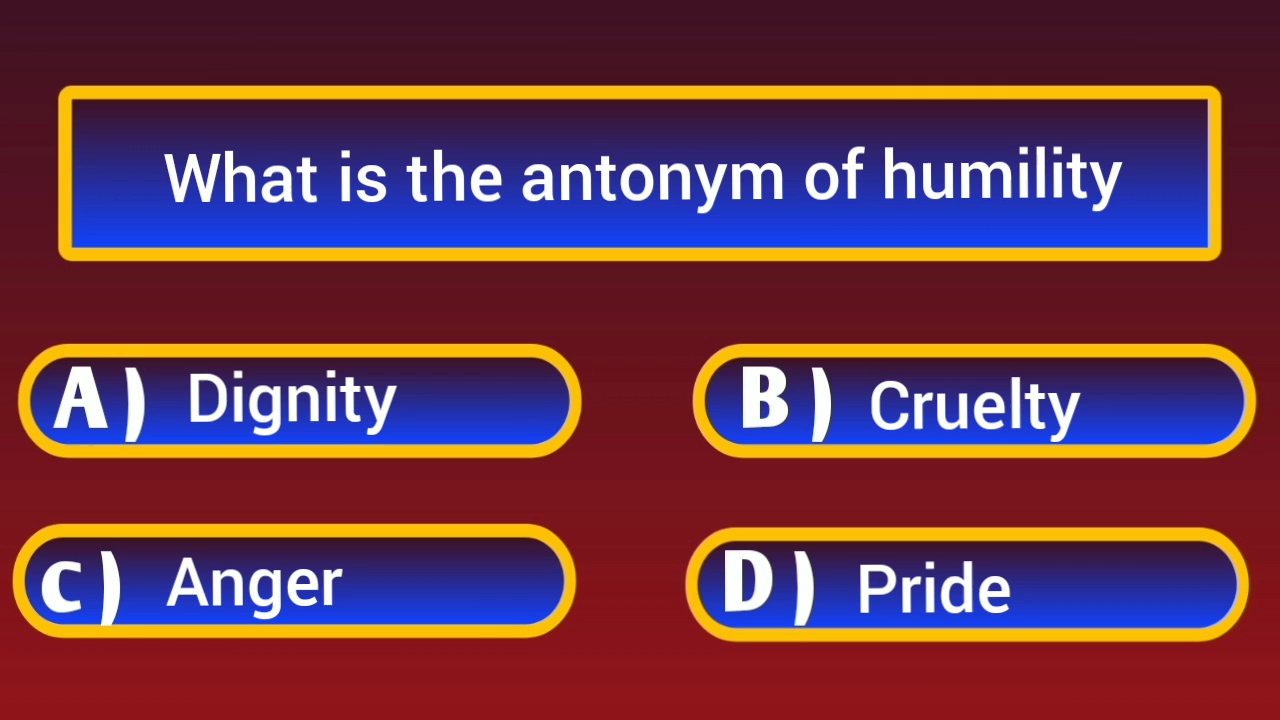 What is the antonym of humility
A) Dignity
B) Cruelty
C) Anger
D) Pride